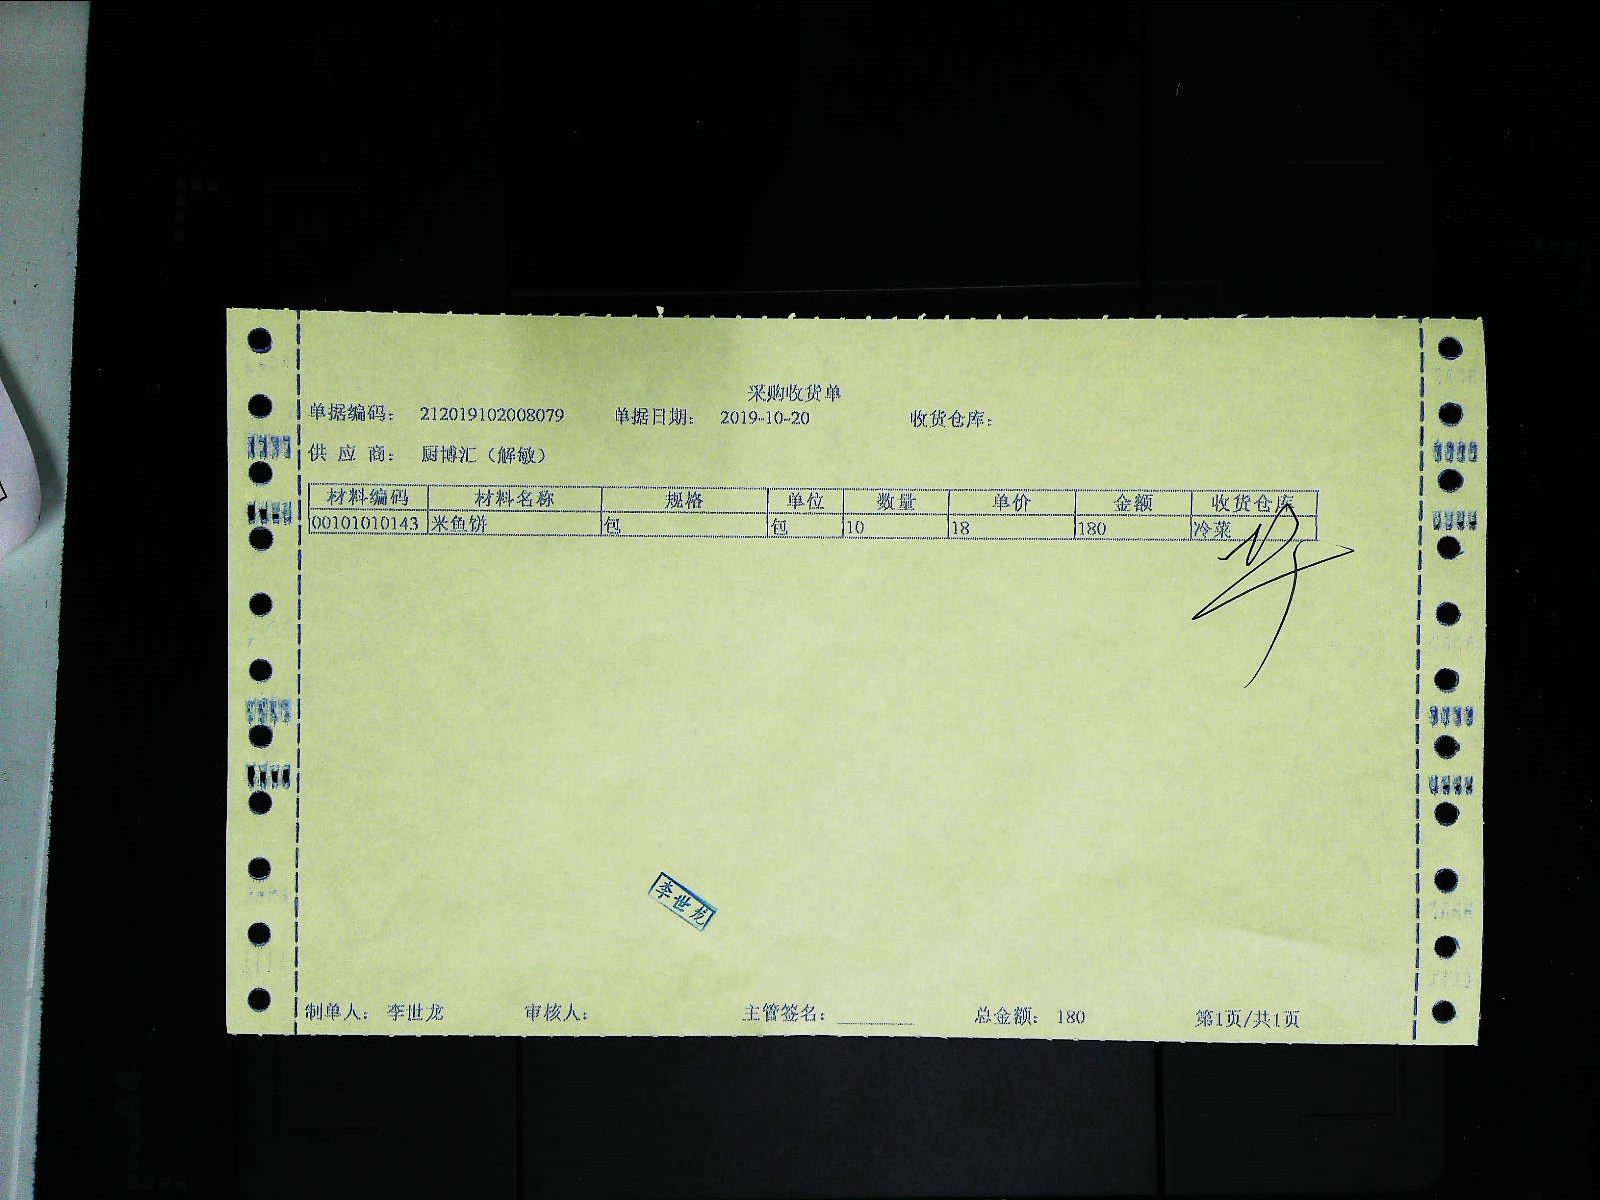 采购收货单
单据编码： 212019102008079 单据日期： 2019-10-20 收货仓库：
供 应 商： 厨博汇（解敏）
材料编码 材料名称 规格 单位 数量 单价 金额 收货仓库
00101010143 米鱼饼 包 包 10 18 180 冷菜
李世龙
制单人： 李世龙 审核人： 主管签名： 总金额： 180 第1页/共1页